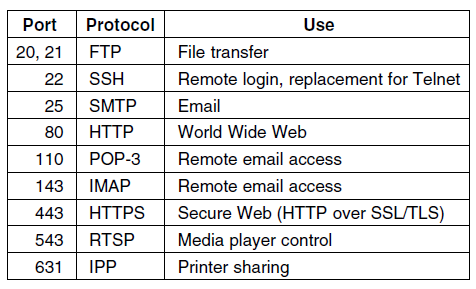 Port Protocol Use
20, 21 FTP File transfer
22 SSH Remote login, replacement for Telnet
25 SMTP Email
80 HTTP World Wide Web
110 POP-3 Remote email access
143 IMAP Remote email access
443 HTTPS Secure Web (HTTP over SSL/TLS)
543 RTSP Media player control
631 IPP Printer sharing